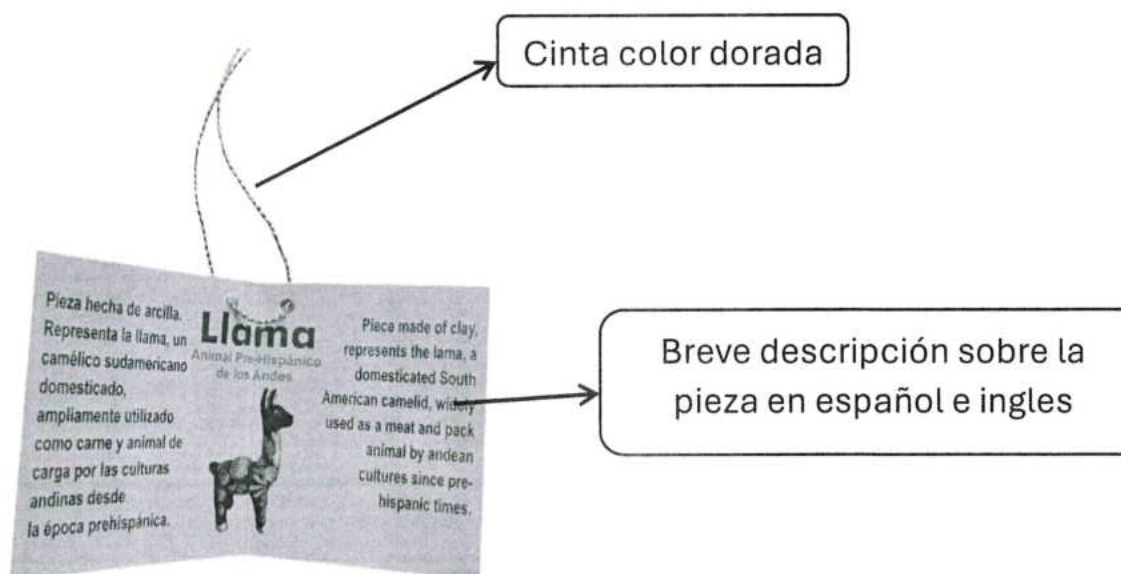 Cinta color dorada
Pieza hecha de arcilla.
Representa la llama, un
camélico sudamericano
domesticado,
ampliamente utilizado
como carne y animal de
carga por las culturas
andinas desde
la época prehispánica.
Llama
Animal Pre-Hispánico
de los Andes
Piece made of clay,
represents the lama, a
domesticated South
American camelid, widely
used as a meat and pack
animal by andean
cultures since pre-
hispanic times.
Breve descripción sobre la
pieza en español e ingles